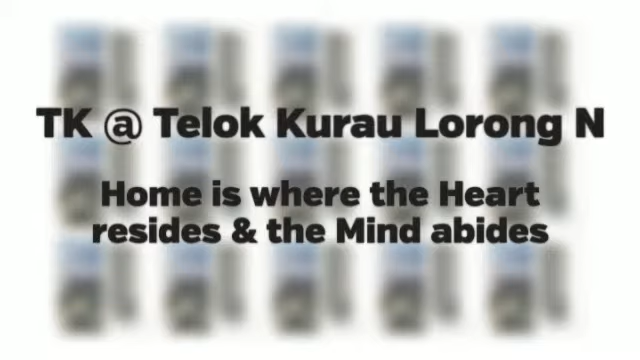 TK @ Telok Kurau Lorong N
Home is where the Heart
resides & the Mind abides